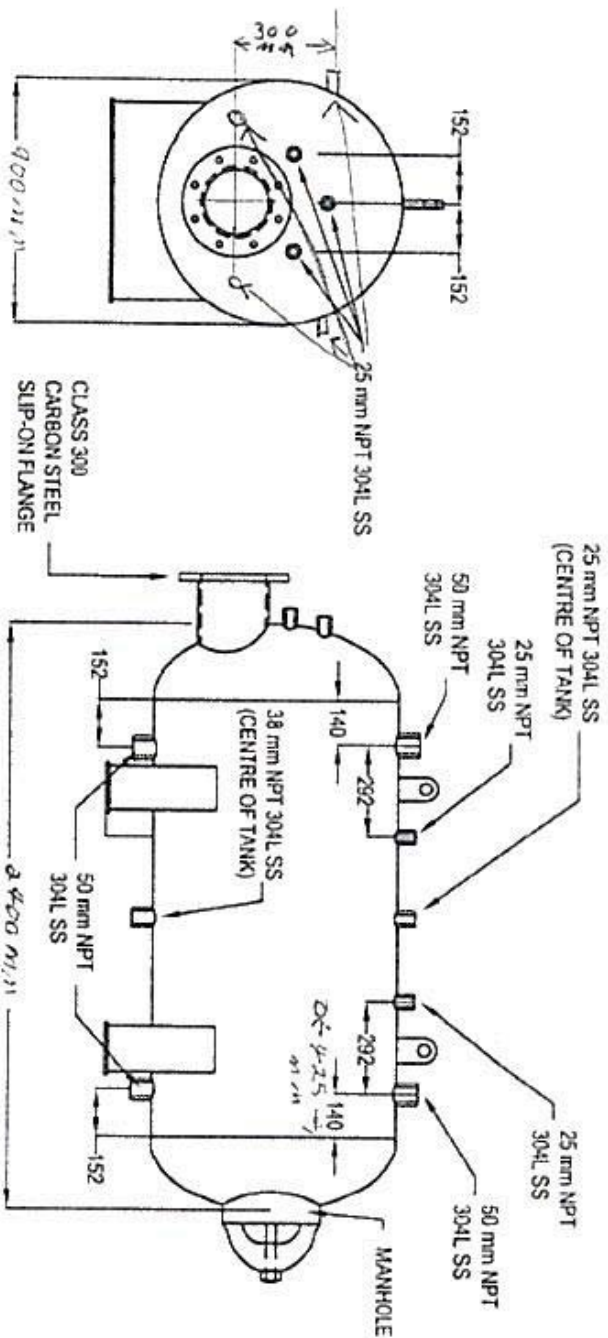 300
MM
152
152
900 m,n
25 mm NPT 304L SS
CLASS 300
CARBON STEEL
SLIP-ON FLANGE
25 mm NPT 304L SS
(CENTRE OF TANK)
50 mm NPT
304L SS
25 mm NPT
304L SS
152
140
292
38 mm NPT 304L SS
(CENTRE OF TANK)
50 mm NPT
304L SS
2400 m,n
292
425
mm
140
152
25 mm NPT
304L SS
50 mm NPT
304L SS
MANHOLE